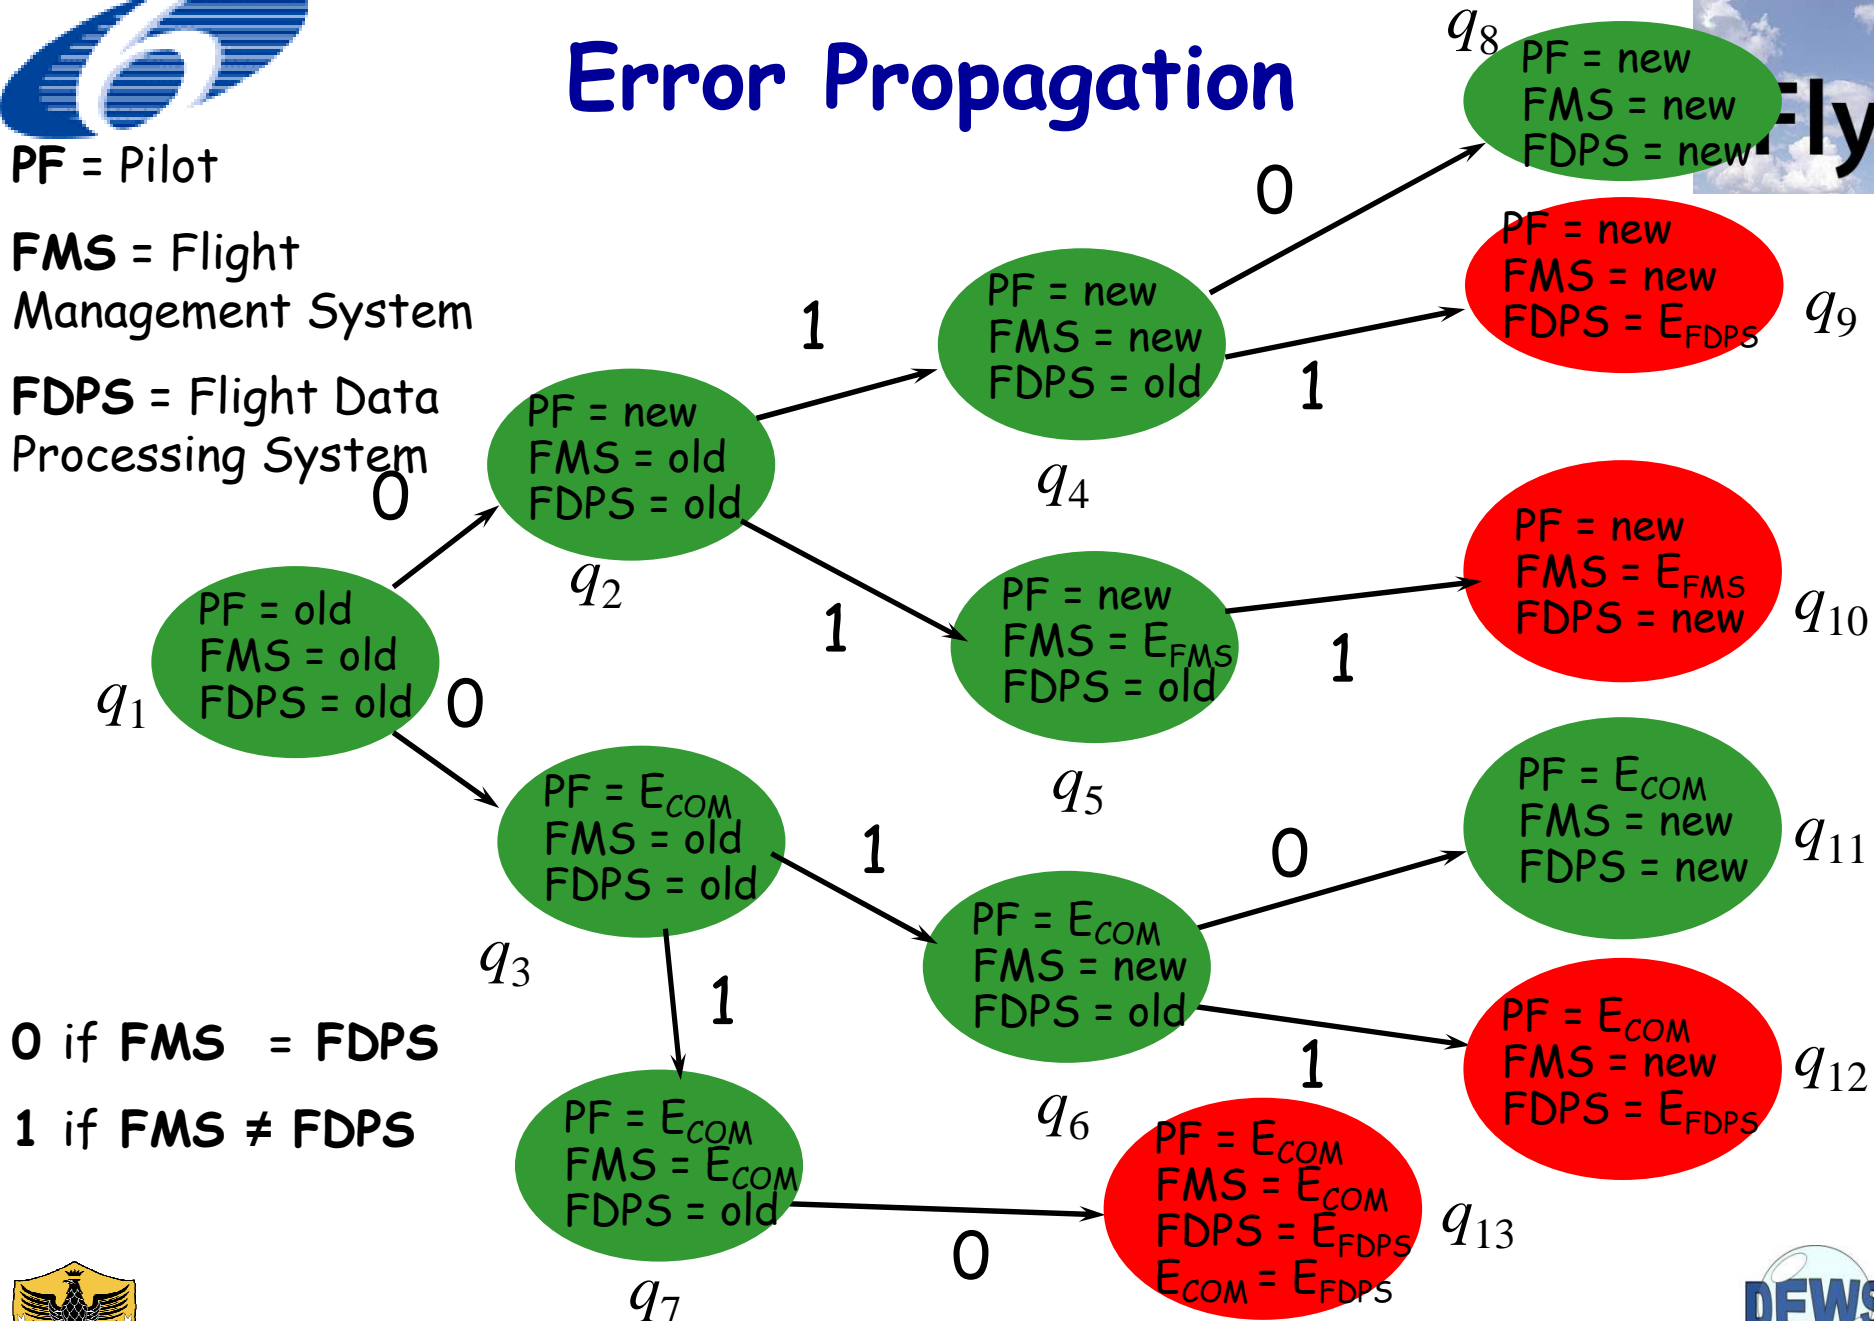 Error Propagation
Fly
PF = Pilot
FMS = Flight
Management System
FDPS = Flight Data
Processing System
0
0
PF = old
FMS = old
FDPS = old
q1
PF = new
FMS = old
FDPS = old
q2
1
1
PF = new
FMS = new
FDPS = old
q4
0
1
PF = new
FMS = new
FDPS = new
q8
PF = new
FMS = new
FDPS = EFDPS
q9
PF = new
FMS = EFMS
FDPS = old
q5
1
PF = new
FMS = EFMS
FDPS = new
q10
PF = ECOM
FMS = old
FDPS = old
q3
1
1
PF = ECOM
FMS = new
FDPS = old
q6
0
1
PF = ECOM
FMS = new
FDPS = new
q11
PF = ECOM
FMS = new
FDPS = EFDPS
q12
PF = ECOM
FMS = ECOM
FDPS = old
q7
0
PF = ECOM
FMS = ECOM
FDPS = EFDPS
ECOM = EFDPS
q13
0 if FMS = FDPS
1 if FMS ≠ FDPS
DEWS